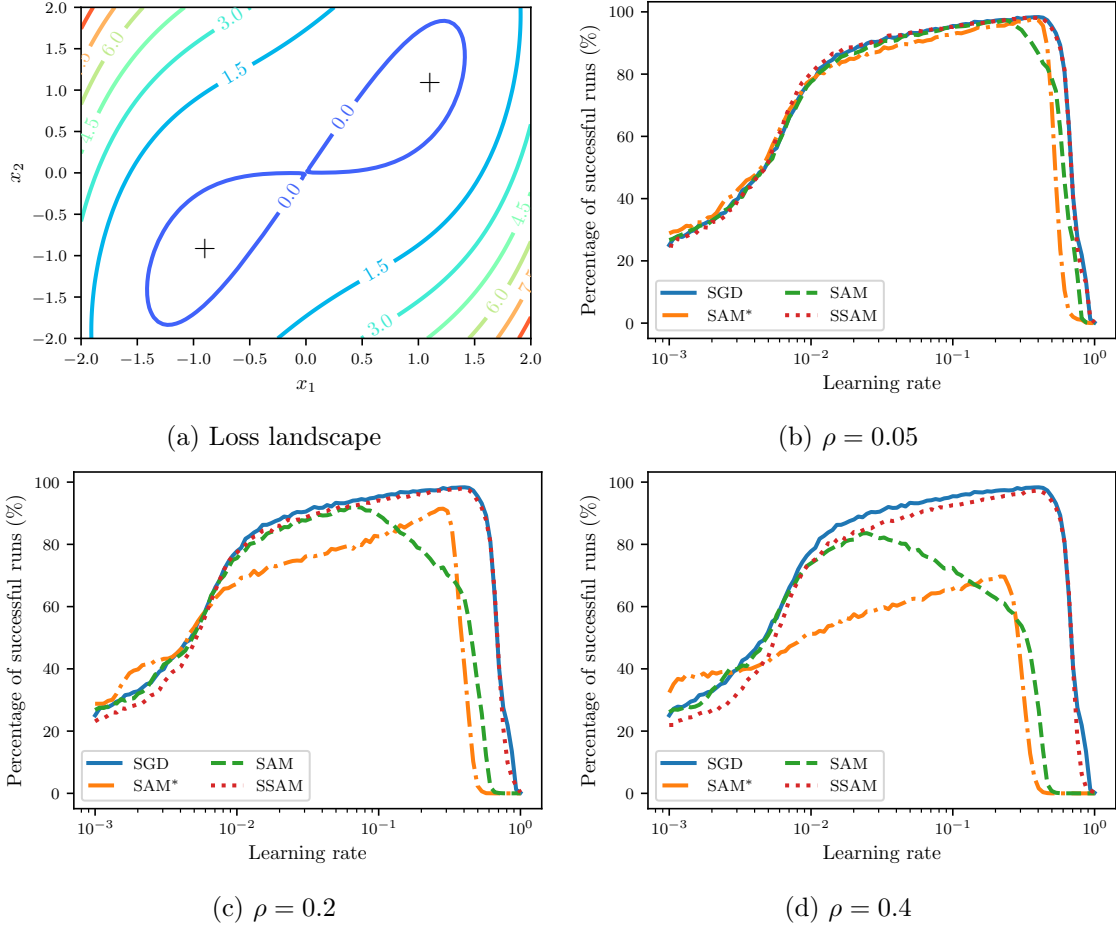 2.0
1.5
1.0
0.5
0.0
−0.5
−1.0
−1.5
−2.0
x₂
−2.0 −1.5 −1.0 −0.5 0.0 0.5 1.0 1.5 2.0
x₁
7.5
6.0
4.5
3.0
1.5
0.0
0.0
1.5
3.0
4.5
6.0
7.5
(a) Loss landscape
Percentage of successful runs (%)
100
80
60
40
20
0
SGD
SAM*
SAM
SSAM
10⁻³ 10⁻² 10⁻¹ 10⁰
Learning rate
(b) ρ = 0.05
Percentage of successful runs (%)
100
80
60
40
20
0
SGD
SAM*
SAM
SSAM
10⁻³ 10⁻² 10⁻¹ 10⁰
Learning rate
(c) ρ = 0.2
Percentage of successful runs (%)
100
80
60
40
20
0
SGD
SAM*
SAM
SSAM
10⁻³ 10⁻² 10⁻¹ 10⁰
Learning rate
(d) ρ = 0.4